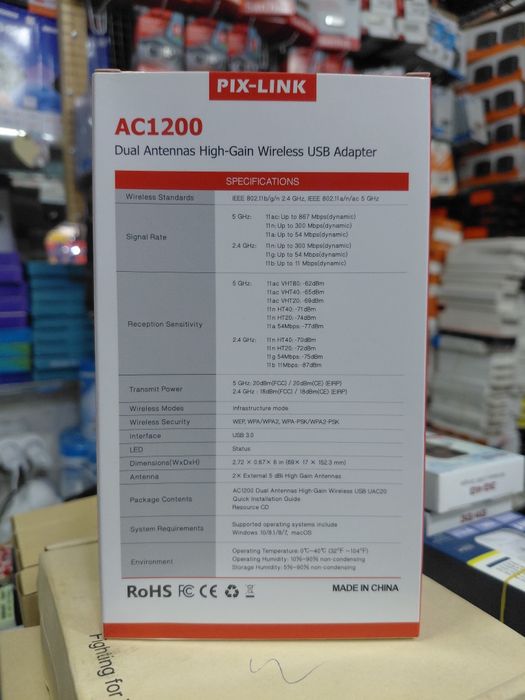 PIX-LINK
AC1200
Dual Antennas High-Gain Wireless USB Adapter
SPECIFICATIONS
Wireless Standards IEEE 802.11b/g/n 2.4 GHz, IEEE 802.11a/n/ac 5 GHz
Signal Rate
5 GHz: 11ac: Up to 867 Mbps(dynamic)
11n: Up to 300 Mbps(dynamic)
11a: Up to 54 Mbps(dynamic)
2.4 GHz: 11n: Up to 300 Mbps(dynamic)
11g: Up to 54 Mbps(dynamic)
11b: Up to 11 Mbps(dynamic)
Reception Sensitivity
5 GHz: 11ac VHT80: -62dBm
11ac VHT40: -65dBm
11ac VHT20: -69dBm
11n HT40: -71dBm
11n HT20: -74dBm
11a 54Mbps: -77dBm
2.4 GHz: 11n HT40: -70dBm
11n HT20: -72dBm
11g 54Mbps: -75dBm
11b 11Mbps: -87dBm
Transmit Power
5 GHz: 20dBm(FCC) / 20dBm(CE) (EIRP)
2.4 GHz : 18dBm(FCC) / 18dBm(CE) (EIRP)
Wireless Modes Infrastructure mode
Wireless Security WEP, WPA/WPA2, WPA-PSK/WPA2-PSK
Interface USB 3.0
LED Status
Dimensions(WxDxH) 2.72 × 0.67× 6 in (69× 17 × 152.3 mm)
Antenna 2× External 5 dBi High Gain Antennas
Package Contents
AC1200 Dual Antennas High-Gain Wireless USB UAC20
Quick Installation Guide
Resource CD
System Requirements
Supported operating systems include
Windows 10/8.1/8/7, macOS
Environment
Operating Temperature: 0℃~40℃ (32℉ ~104℉)
Operating Humidity: 10%~90% non-condensing
Storage Humidity: 5%~90% non-condensing
RoHS FC CE MADE IN CHINA
Fighting for